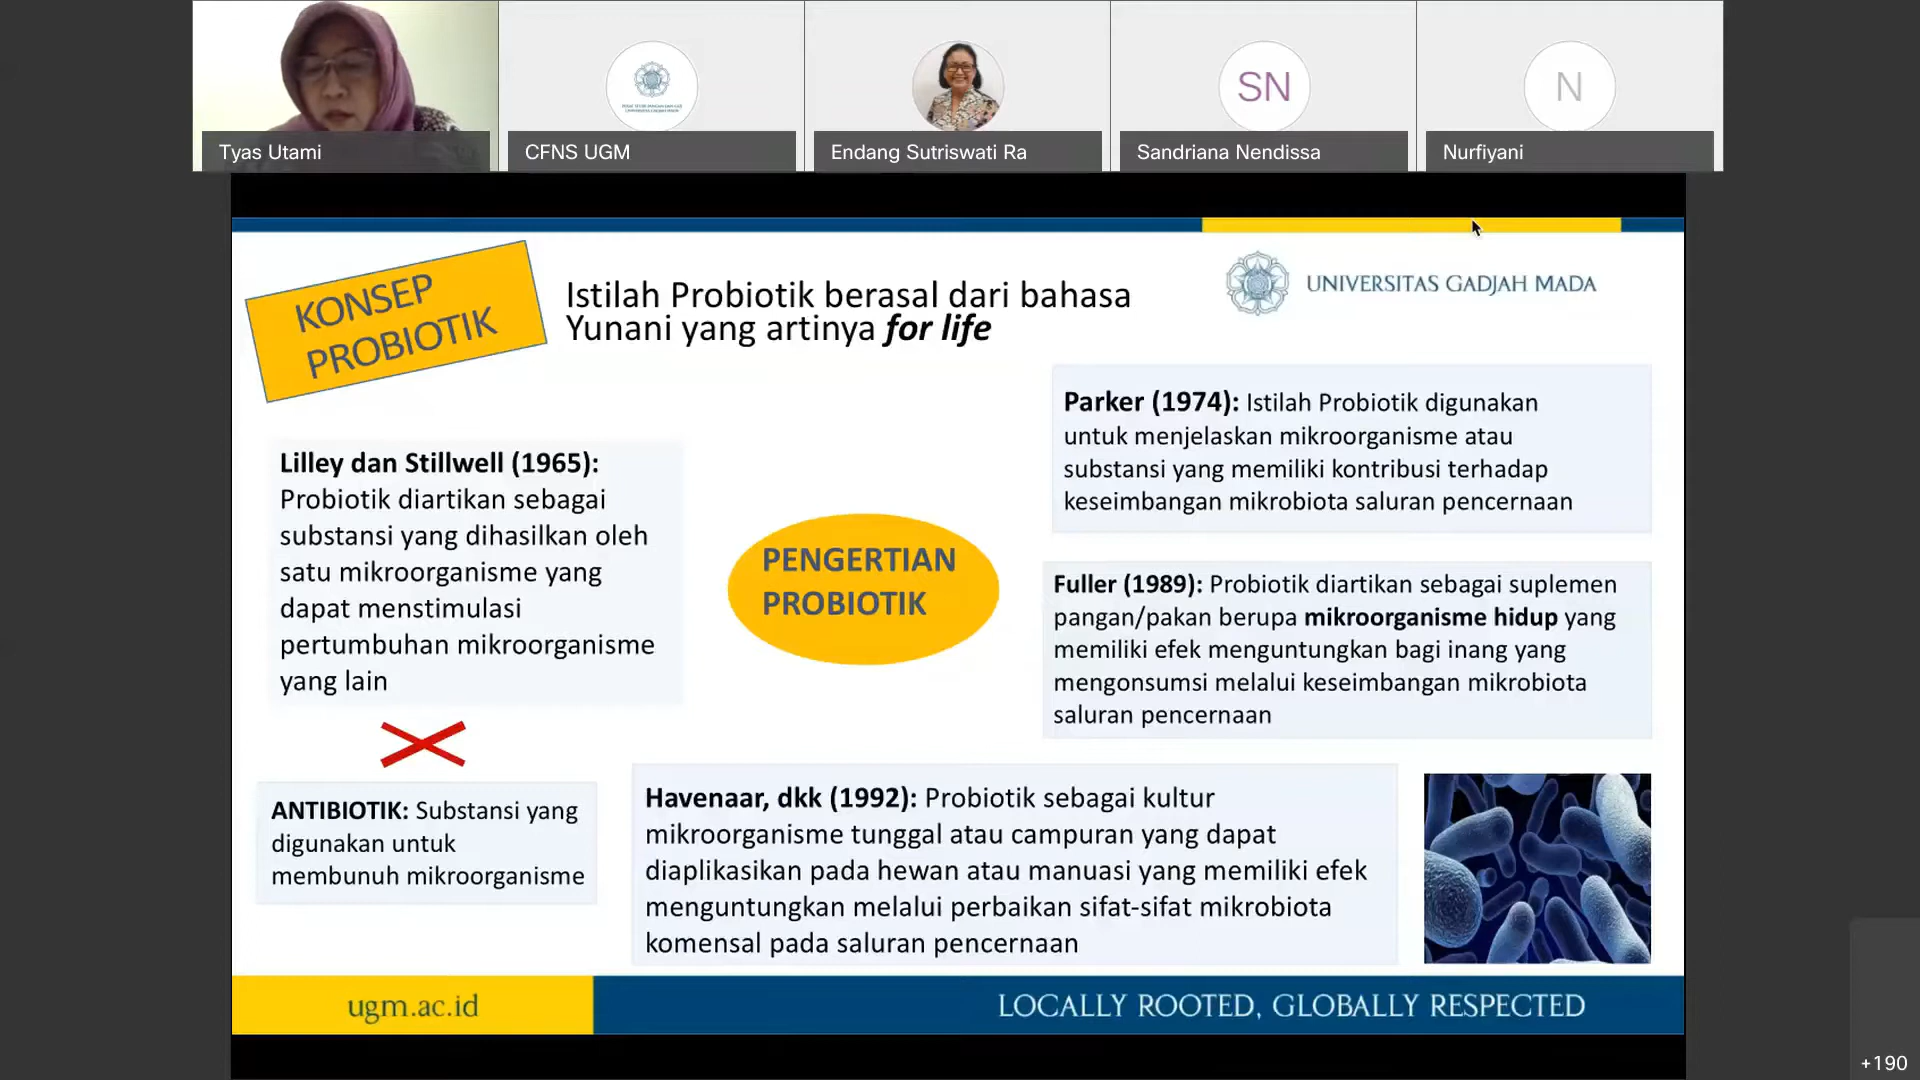 Tyas Utami
CFNS UGM
Endang Sutriswati Ra
SN
Sandriana Nendissa
N
Nurfiyani
KONSEP
PROBIOTIK
Istilah Probiotik berasal dari bahasa
Yunani yang artinya for life
UNIVERSITAS GADJAH MADA
Lilley dan Stillwell (1965):
Probiotik diartikan sebagai
substansi yang dihasilkan oleh
satu mikroorganisme yang
dapat menstimulasi
pertumbuhan mikroorganisme
yang lain
PENGERTIAN
PROBIOTIK
Parker (1974): Istilah Probiotik digunakan
untuk menjelaskan mikroorganisme atau
substansi yang memiliki kontribusi terhadap
keseimbangan mikrobiota saluran pencernaan
Fuller (1989): Probiotik diartikan sebagai suplemen
pangan/pakan berupa mikroorganisme hidup yang
memiliki efek menguntungkan bagi inang yang
mengonsumsi melalui keseimbangan mikrobiota
saluran pencernaan
ANTIBIOTIK: Substansi yang
digunakan untuk
membunuh mikroorganisme
Havenaar, dkk (1992): Probiotik sebagai kultur
mikroorganisme tunggal atau campuran yang dapat
diaplikasikan pada hewan atau manuasi yang memiliki efek
menguntungkan melalui perbaikan sifat-sifat mikrobiota
komensal pada saluran pencernaan
ugm.ac.id
LOCALLY ROOTED, GLOBALLY RESPECTED
+190